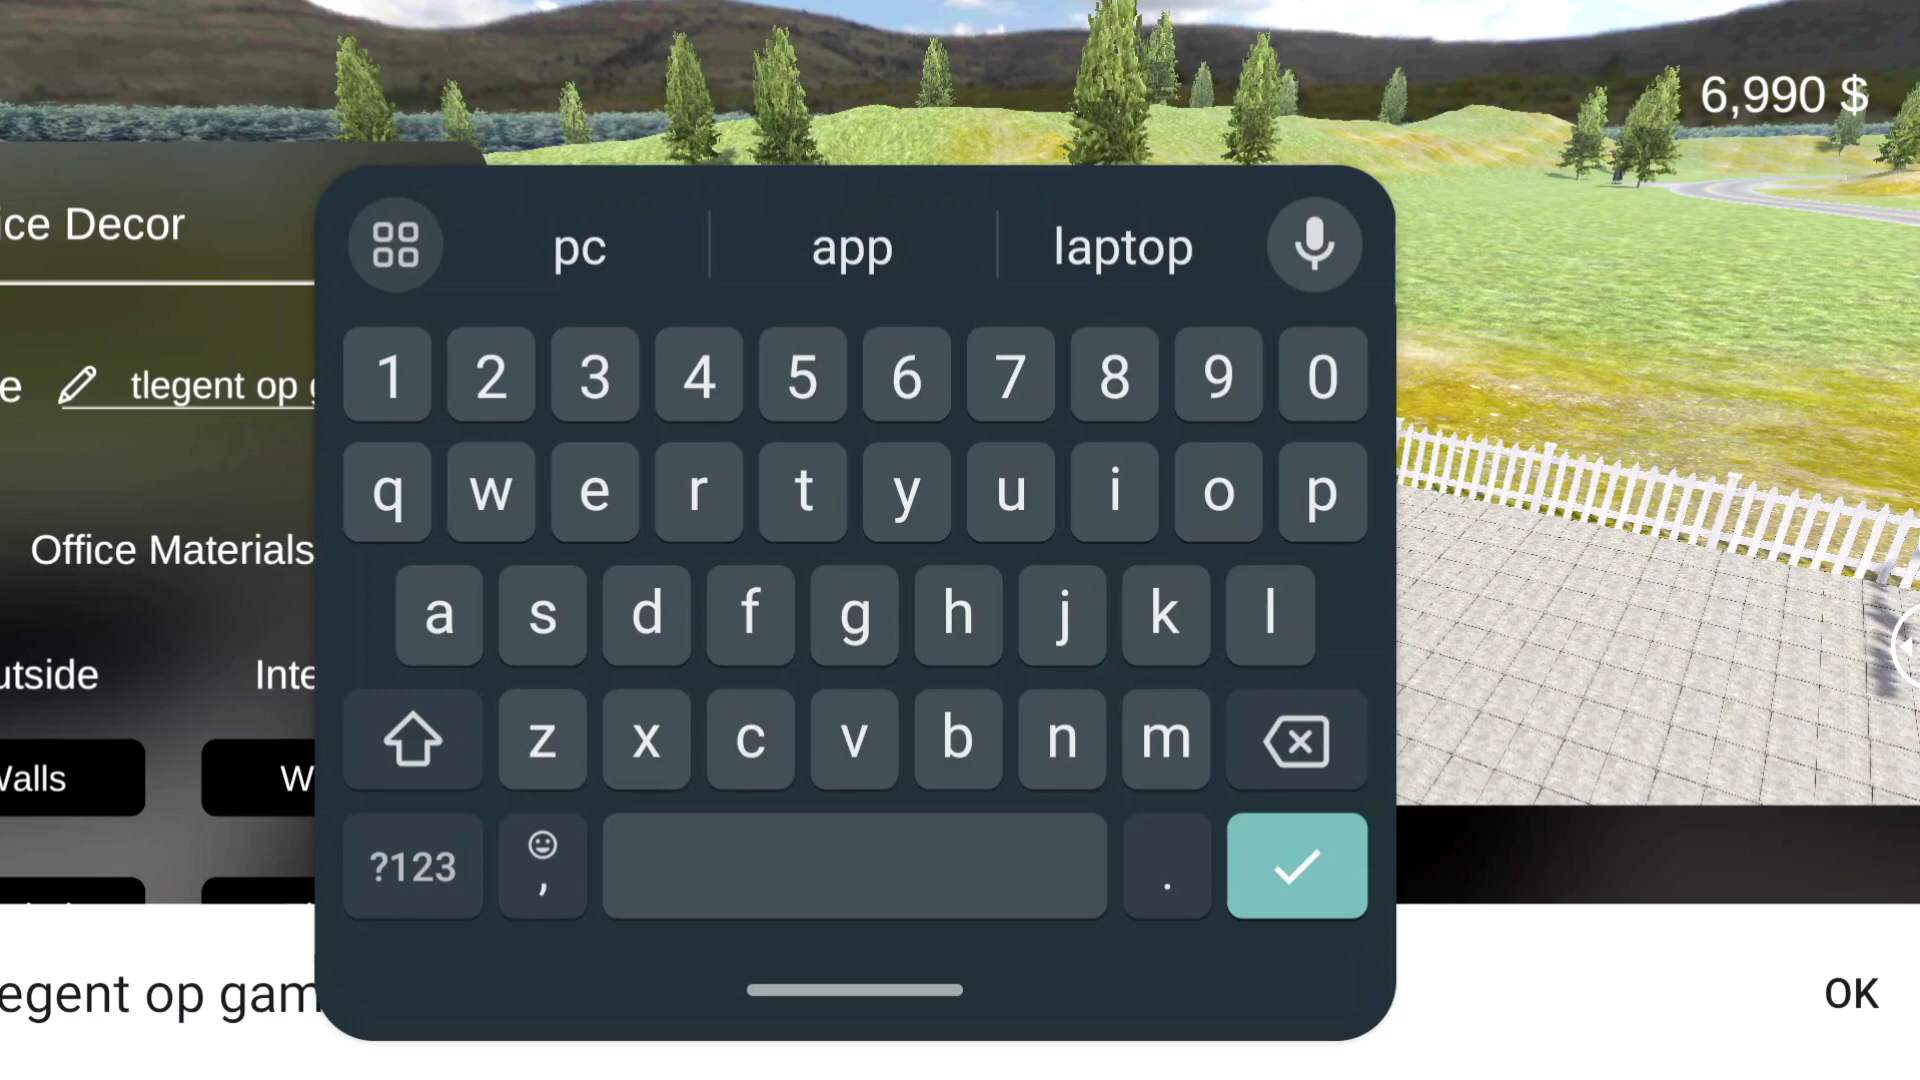 6,990 $
ice Decor
pc app laptop
1 2 3 4 5 6 7 8 9 0
e tlegent op g
q w e r t y u i o p
Office Materials
a s d f g h j k l
utside Inte
z x c v b n m
Walls W
?123 , .
egent op gam
OK